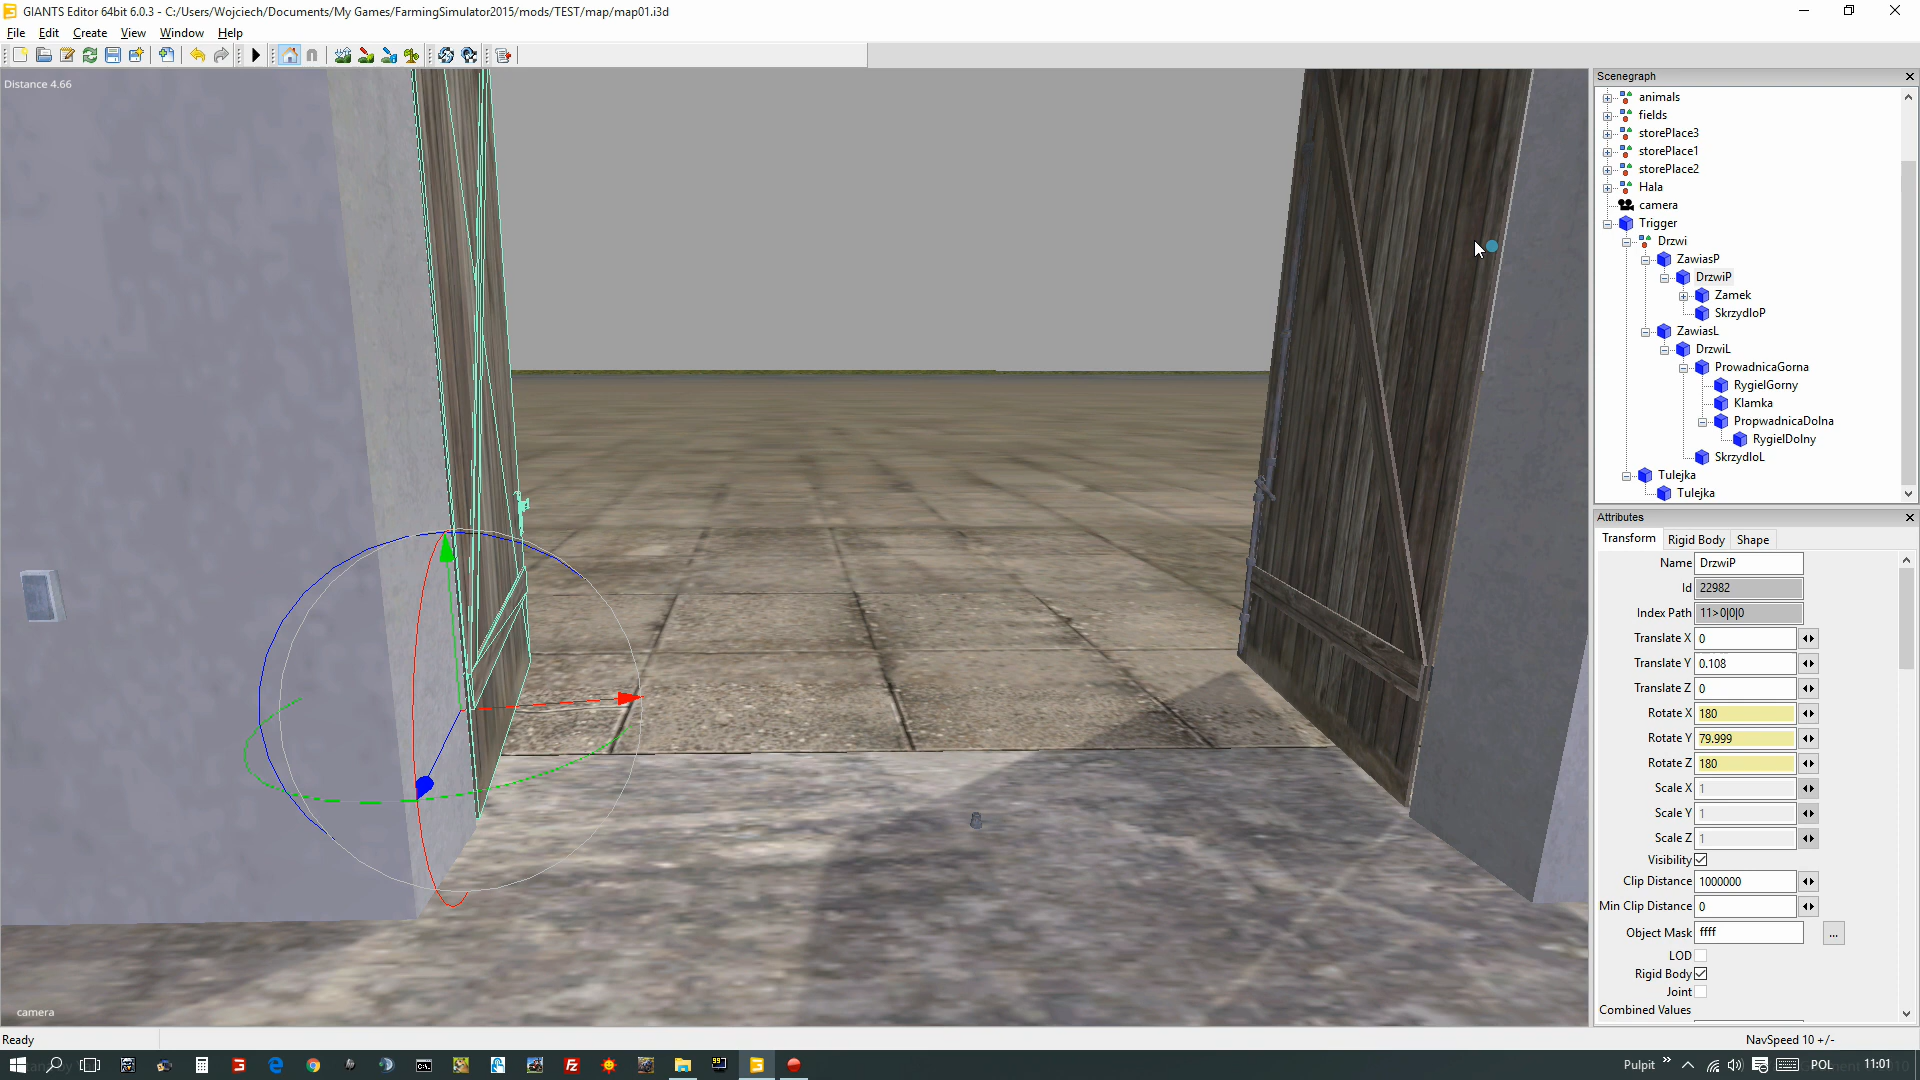 GIANTS Editor 64bit 6.0.3 - C:/Users/Wojciech/Documents/My Games/FarmingSimulator2015/mods/TEST/map/map01.i3d
File Edit Create View Window Help
Distance 4.66
Scenegraph
animals
fields
storePlace3
storePlace1
storePlace2
Hala
camera
Trigger
Drzwi
ZawiasP
DrzwiP
Zamek
SkrzydloP
ZawiasL
DrzwiL
ProwadnicaGorna
RygielGorny
Klamka
PropwadnicaDolna
RygielDolny
SkrzydloL
Tulejka
Tulejka
Attributes
Transform Rigid Body Shape
Name DrzwiP
Id 22982
Index Path 11>0|0|0
Translate X 0
Translate Y 0.108
Translate Z 0
Rotate X 180
Rotate Y 79.999
Rotate Z 180
Scale X 1
Scale Y 1
Scale Z 1
Visibility
Clip Distance 1000000
Min Clip Distance 0
Object Mask ffff ...
LOD
Rigid Body
Joint
Combined Values
camera
Ready
NavSpeed 10 +/-
Pulpit POL 11:01